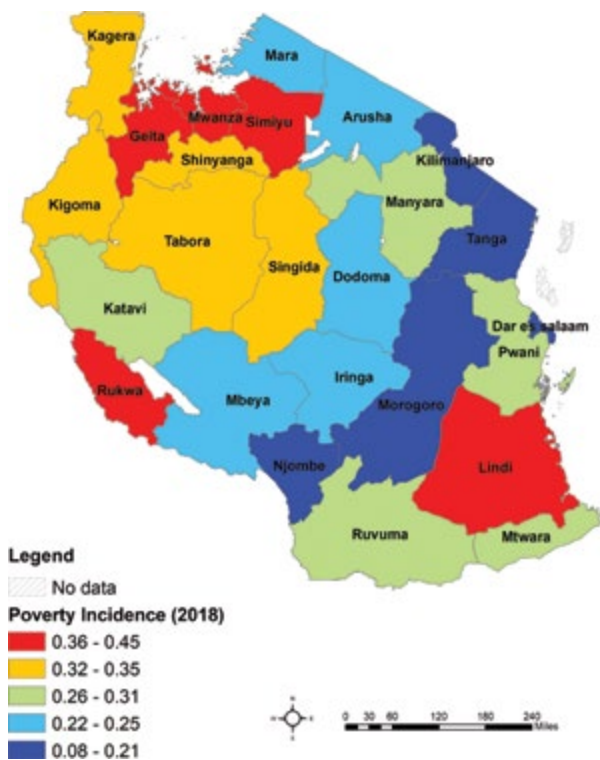 Kagera
Mara
Mwanza
Simiyu
Arusha
Geita
Shinyanga
Kilimanjaro
Kigoma
Manyara
Tabora
Tanga
Singida
Dodoma
Katavi
Dar es salaam
Pwani
Rukwa
Mbeya
Iringa
Morogoro
Njombe
Lindi
Ruvuma
Mtwara
Legend
No data
Poverty Incidence (2018)
0.36 - 0.45
0.32 - 0.35
0.26 - 0.31
0.22 - 0.25
0.08 - 0.21
N
W
E
S
0 30 60 120 180 240
Miles